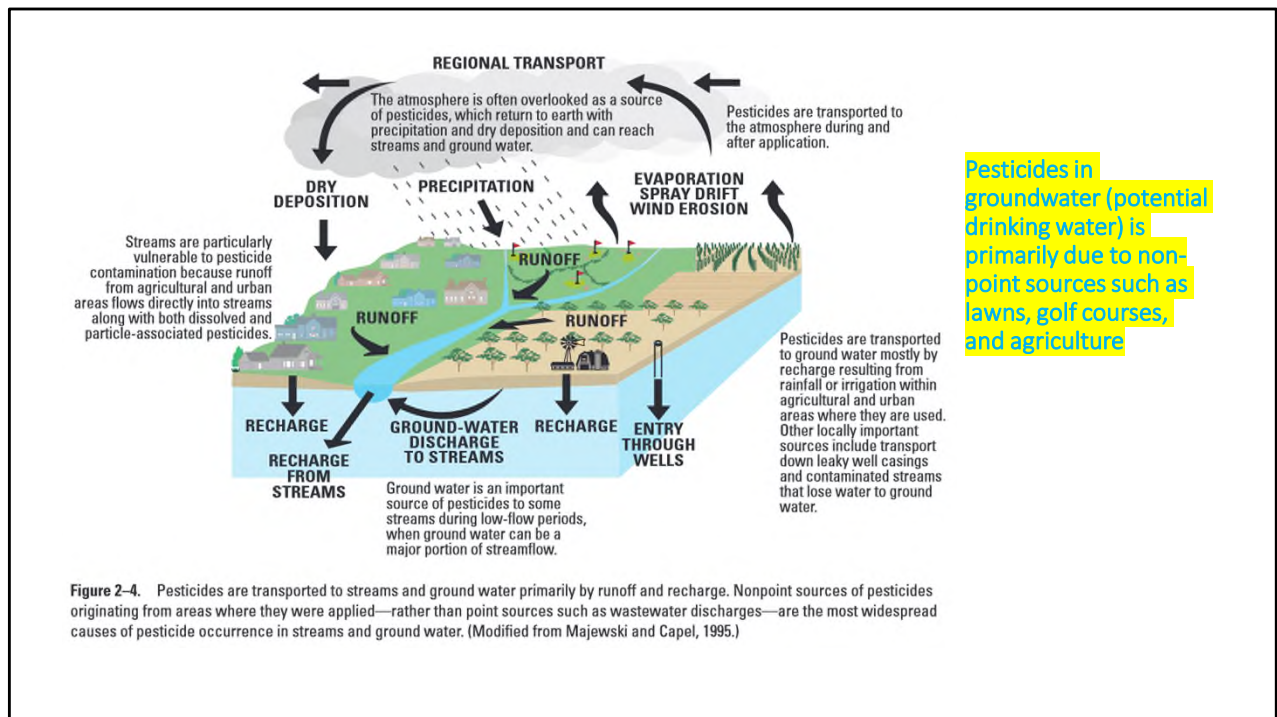 REGIONAL TRANSPORT
The atmosphere is often overlooked as a source
of pesticides, which return to earth with
precipitation and dry deposition and can reach
streams and ground water.
Pesticides are transported to
the atmosphere during and
after application.
DRY
DEPOSITION
PRECIPITATION
EVAPORATION
SPRAY DRIFT
WIND EROSION
Pesticides in
groundwater (potential
drinking water) is
primarily due to non-
point sources such as
lawns, golf courses,
and agriculture
Streams are particularly
vulnerable to pesticide
contamination because runoff
from agricultural and urban
areas flows directly into streams
along with both dissolved and
particle-associated pesticides.
RUNOFF
RUNOFF
RUNOFF
Pesticides are transported
to ground water mostly by
recharge resulting from
rainfall or irrigation within
agricultural and urban
areas where they are used.
Other locally important
sources include transport
down leaky well casings
and contaminated streams
that lose water to ground
water.
RECHARGE
RECHARGE
FROM
STREAMS
GROUND-WATER
DISCHARGE
TO STREAMS
RECHARGE
ENTRY
THROUGH
WELLS
Ground water is an important
source of pesticides to some
streams during low-flow periods,
when ground water can be a
major portion of streamflow.
Figure 2–4. Pesticides are transported to streams and ground water primarily by runoff and recharge. Nonpoint sources of pesticides
originating from areas where they were applied—rather than point sources such as wastewater discharges—are the most widespread
causes of pesticide occurrence in streams and ground water. (Modified from Majewski and Capel, 1995.)